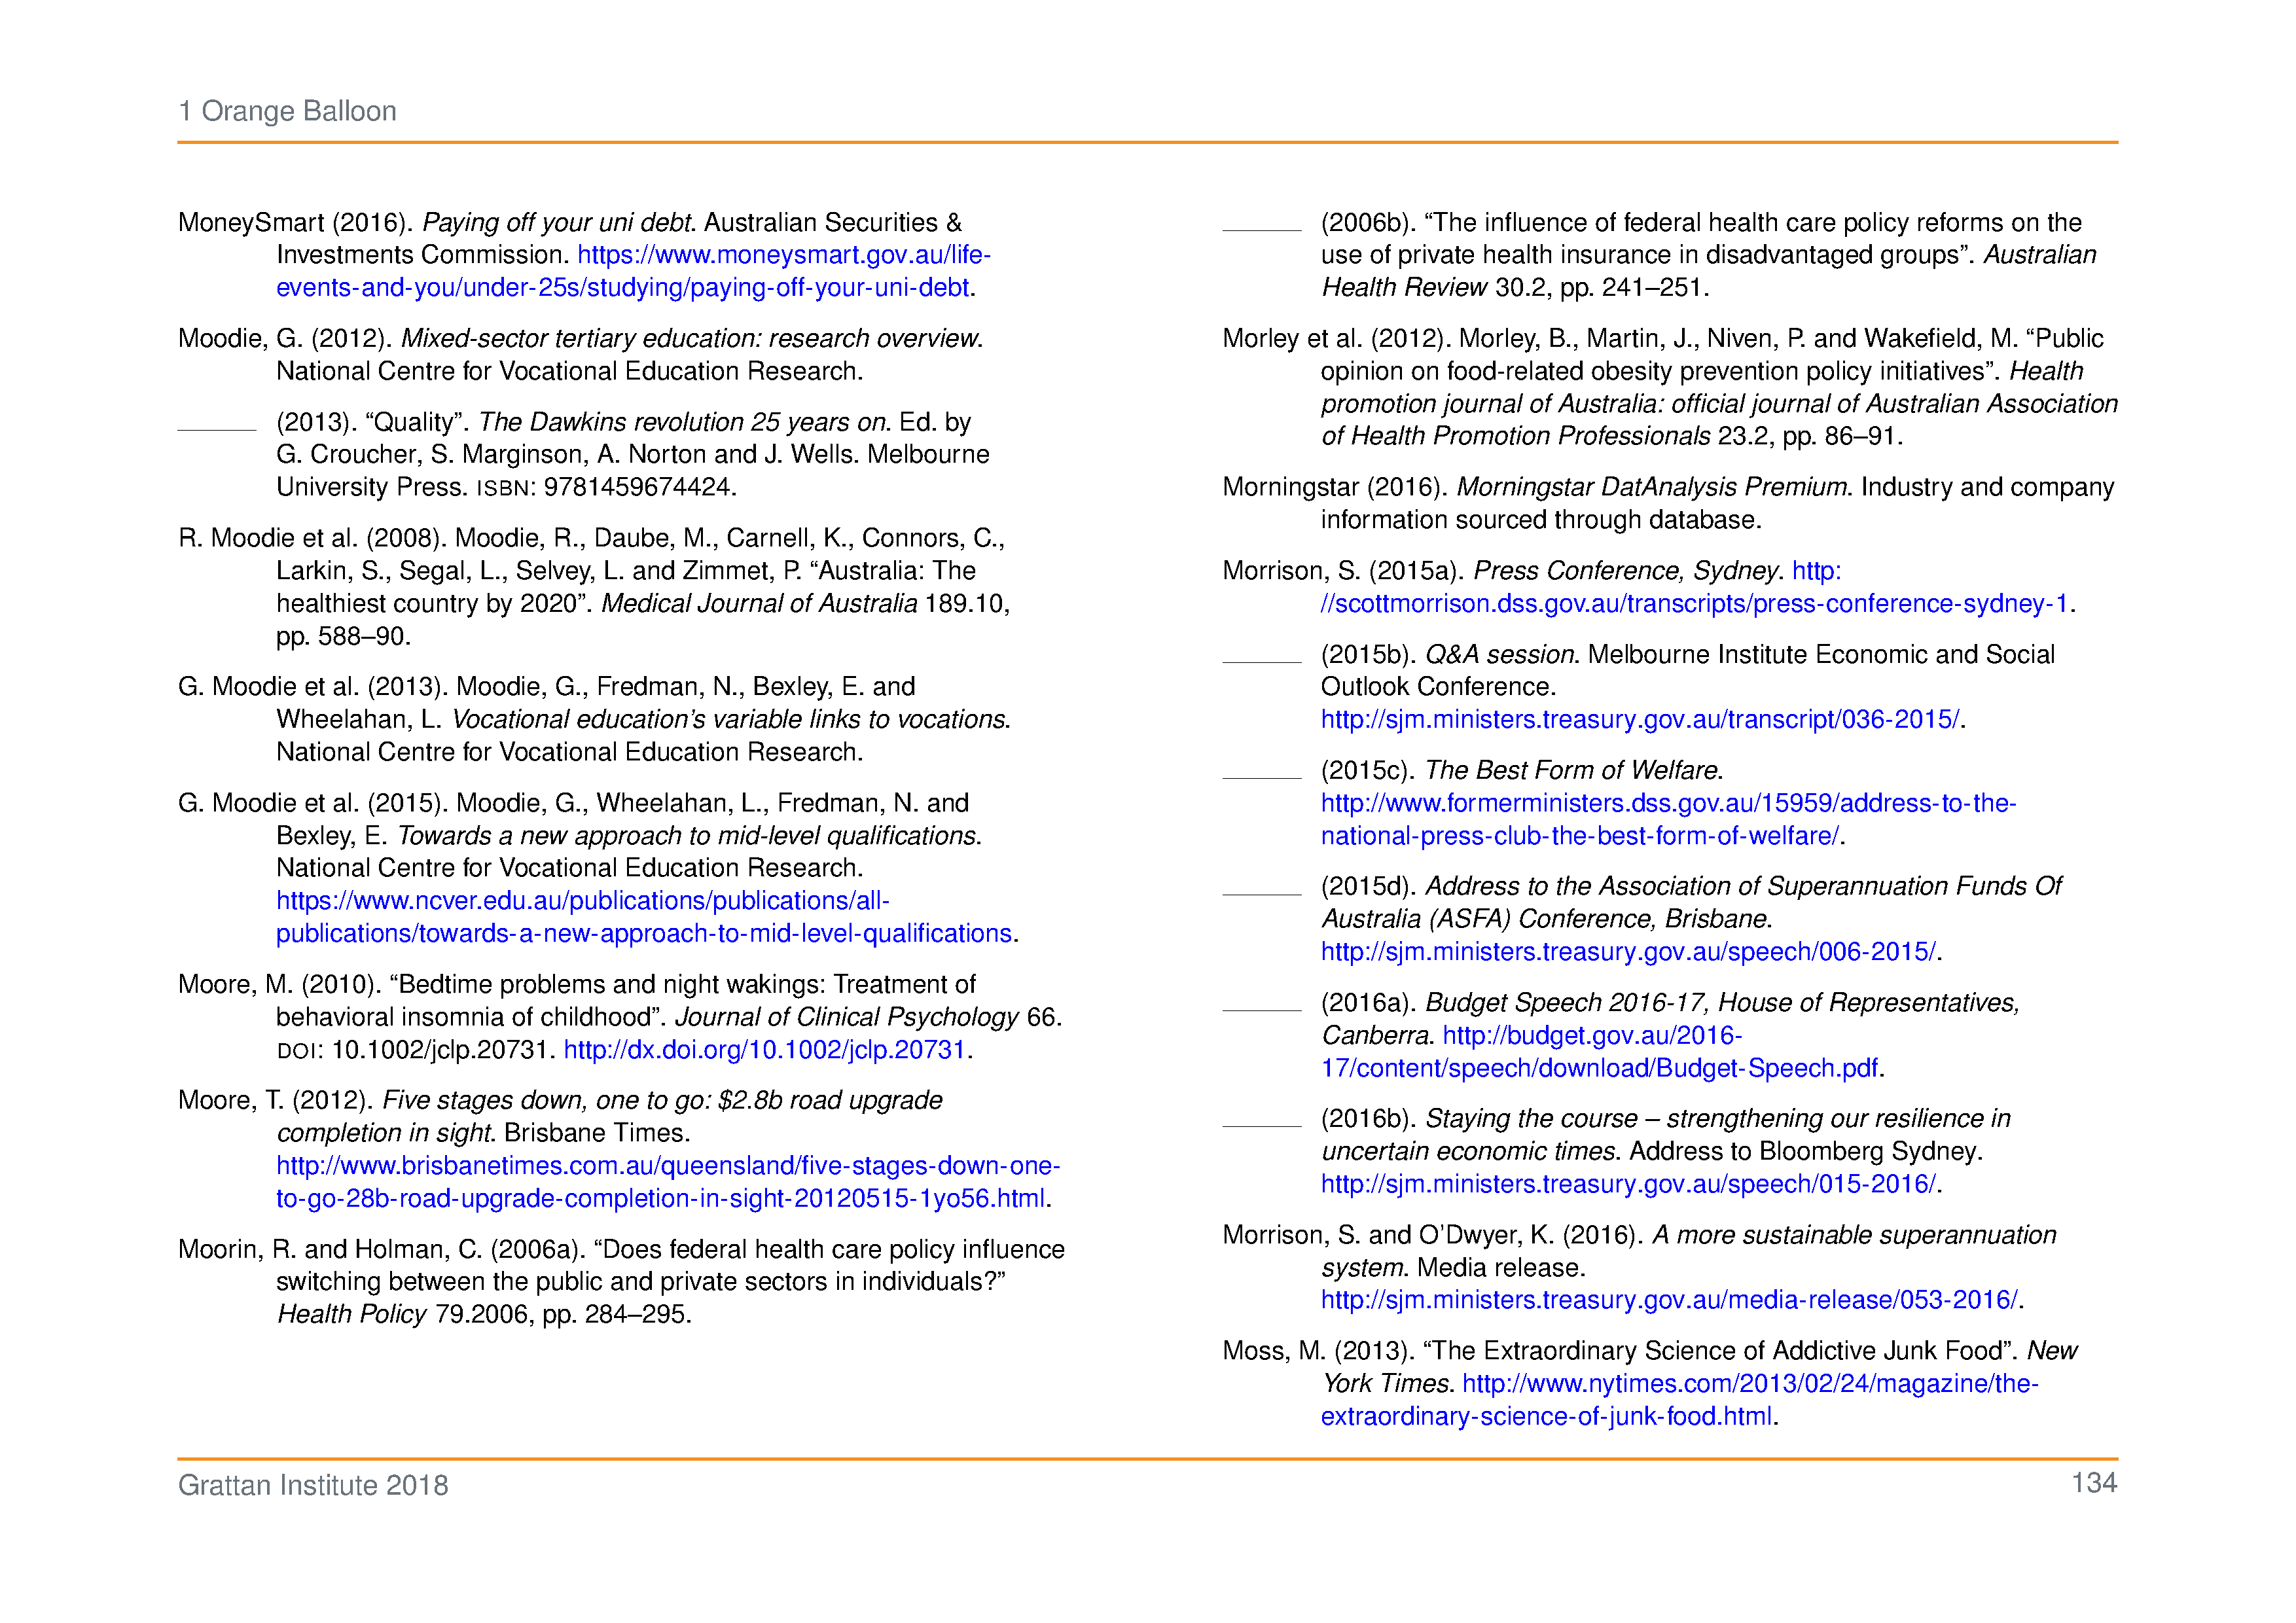 1 Orange Balloon
MoneySmart (2016). Paying off your uni debt. Australian Securities &
Investments Commission. https://www.moneysmart.gov.au/life-
events-and-you/under-25s/studying/paying-off-your-uni-debt.
Moodie, G. (2012). Mixed-sector tertiary education: research overview.
National Centre for Vocational Education Research.
(2013). “Quality”. The Dawkins revolution 25 years on. Ed. by
G. Croucher, S. Marginson, A. Norton and J. Wells. Melbourne
University Press. ISBN: 9781459674424.
R. Moodie et al. (2008). Moodie, R., Daube, M., Carnell, K., Connors, C.,
Larkin, S., Segal, L., Selvey, L. and Zimmet, P. “Australia: The
healthiest country by 2020”. Medical Journal of Australia 189.10,
pp. 588–90.
G. Moodie et al. (2013). Moodie, G., Fredman, N., Bexley, E. and
Wheelahan, L. Vocational education’s variable links to vocations.
National Centre for Vocational Education Research.
G. Moodie et al. (2015). Moodie, G., Wheelahan, L., Fredman, N. and
Bexley, E. Towards a new approach to mid-level qualifications.
National Centre for Vocational Education Research.
https://www.ncver.edu.au/publications/publications/all-
publications/towards-a-new-approach-to-mid-level-qualifications.
Moore, M. (2010). “Bedtime problems and night wakings: Treatment of
behavioral insomnia of childhood”. Journal of Clinical Psychology 66.
DOI: 10.1002/jclp.20731. http://dx.doi.org/10.1002/jclp.20731.
Moore, T. (2012). Five stages down, one to go: $2.8b road upgrade
completion in sight. Brisbane Times.
http://www.brisbanetimes.com.au/queensland/five-stages-down-one-
to-go-28b-road-upgrade-completion-in-sight-20120515-1yo56.html.
Moorin, R. and Holman, C. (2006a). “Does federal health care policy influence
switching between the public and private sectors in individuals?”
Health Policy 79.2006, pp. 284–295.
(2006b). “The influence of federal health care policy reforms on the
use of private health insurance in disadvantaged groups”. Australian
Health Review 30.2, pp. 241–251.
Morley et al. (2012). Morley, B., Martin, J., Niven, P. and Wakefield, M. “Public
opinion on food-related obesity prevention policy initiatives”. Health
promotion journal of Australia: official journal of Australian Association
of Health Promotion Professionals 23.2, pp. 86–91.
Morningstar (2016). Morningstar DatAnalysis Premium. Industry and company
information sourced through database.
Morrison, S. (2015a). Press Conference, Sydney. http:
//scottmorrison.dss.gov.au/transcripts/press-conference-sydney-1.
(2015b). Q&A session. Melbourne Institute Economic and Social
Outlook Conference.
http://sjm.ministers.treasury.gov.au/transcript/036-2015/.
(2015c). The Best Form of Welfare.
http://www.formerministers.dss.gov.au/15959/address-to-the-
national-press-club-the-best-form-of-welfare/.
(2015d). Address to the Association of Superannuation Funds Of
Australia (ASFA) Conference, Brisbane.
http://sjm.ministers.treasury.gov.au/speech/006-2015/.
(2016a). Budget Speech 2016-17, House of Representatives,
Canberra. http://budget.gov.au/2016-
17/content/speech/download/Budget-Speech.pdf.
(2016b). Staying the course – strengthening our resilience in
uncertain economic times. Address to Bloomberg Sydney.
http://sjm.ministers.treasury.gov.au/speech/015-2016/.
Morrison, S. and O’Dwyer, K. (2016). A more sustainable superannuation
system. Media release.
http://sjm.ministers.treasury.gov.au/media-release/053-2016/.
Moss, M. (2013). “The Extraordinary Science of Addictive Junk Food”. New
York Times. http://www.nytimes.com/2013/02/24/magazine/the-
extraordinary-science-of-junk-food.html.
Grattan Institute 2018
134